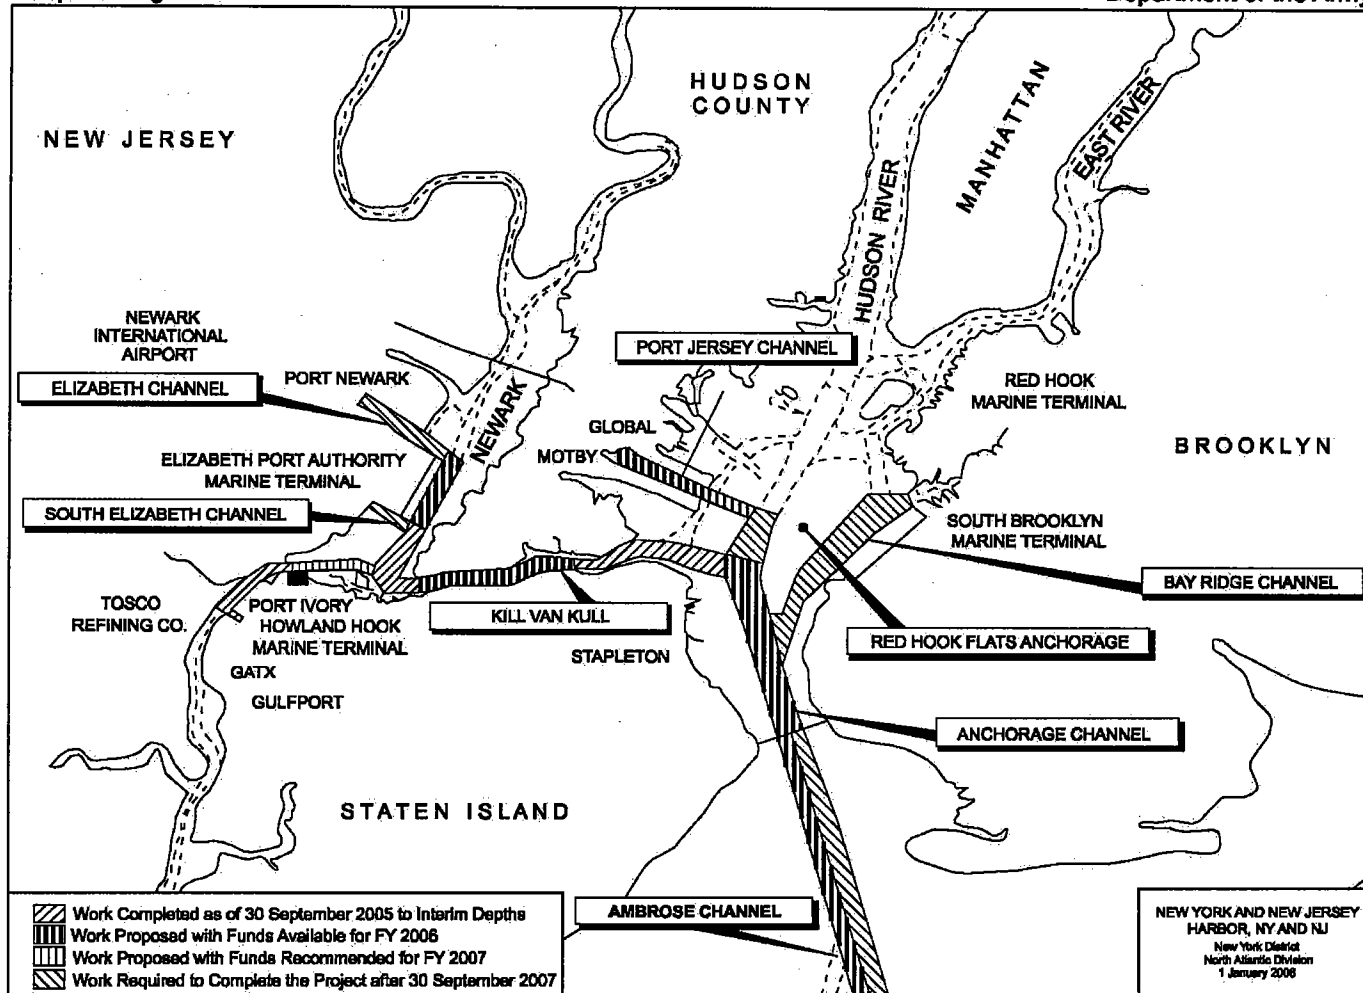 HUDSON
COUNTY
NEW JERSEY
MANHATTAN
EAST RIVER
HUDSON RIVER
NEWARK
INTERNATIONAL
AIRPORT
PORT JERSEY CHANNEL
ELIZABETH CHANNEL
PORT NEWARK
RED HOOK
MARINE TERMINAL
NEWARK
GLOBAL
MOTBY
BROOKLYN
ELIZABETH PORT AUTHORITY
MARINE TERMINAL
SOUTH ELIZABETH CHANNEL
SOUTH BROOKLYN
MARINE TERMINAL
BAY RIDGE CHANNEL
TOSCO
REFINING CO.
PORT IVORY
HOWLAND HOOK
MARINE TERMINAL
KILL VAN KULL
RED HOOK FLATS ANCHORAGE
STAPLETON
GATX
GULFPORT
ANCHORAGE CHANNEL
STATEN ISLAND
AMBROSE CHANNEL
Work Completed as of 30 September 2005 to Interim Depths
Work Proposed with Funds Available for FY 2006
Work Proposed with Funds Recommended for FY 2007
Work Required to Complete the Project after 30 September 2007
NEW YORK AND NEW JERSEY
HARBOR, NY AND NJ
New York District
North Atlantic Division
1 January 2006